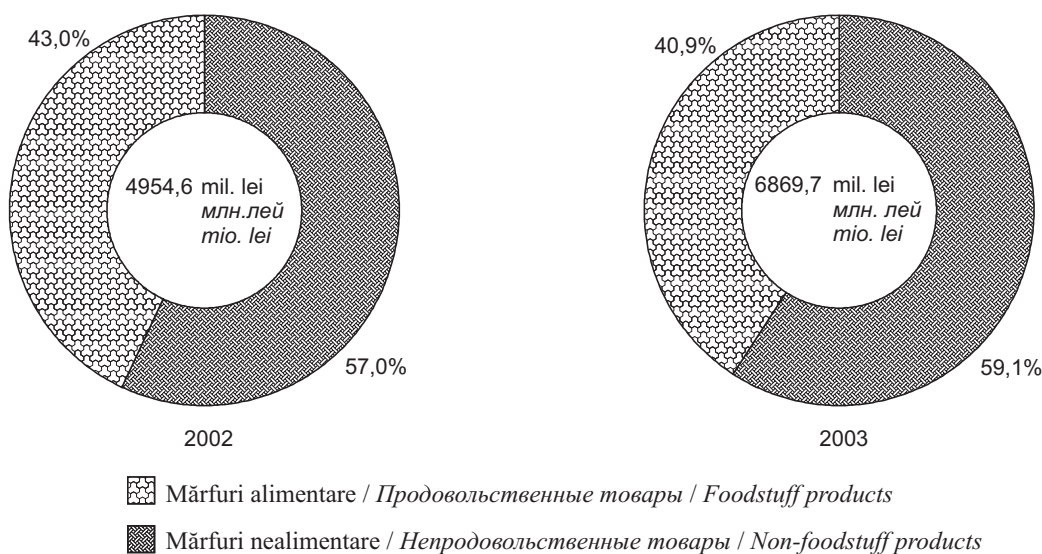 43,0%
4954,6 mil. lei
млн.лей
mio. lei
57,0%
2002
40,9%
6869,7 mil. lei
млн. лей
mio. lei
59,1%
2003
Mărfuri alimentare / Продовольственные товары / Foodstuff products
Mărfuri nealimentare / Непродовольственные товары / Non-foodstuff products